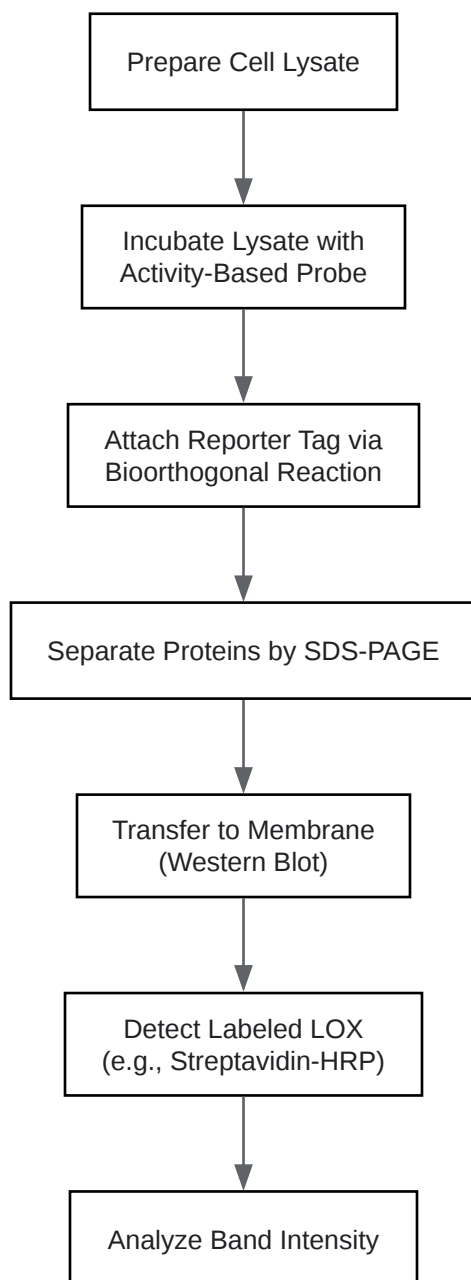 Prepare Cell Lysate
Incubate Lysate with
Activity-Based Probe
Attach Reporter Tag via
Bioorthogonal Reaction
Separate Proteins by SDS-PAGE
Transfer to Membrane
(Western Blot)
Detect Labeled LOX
(e.g., Streptavidin-HRP)
Analyze Band Intensity